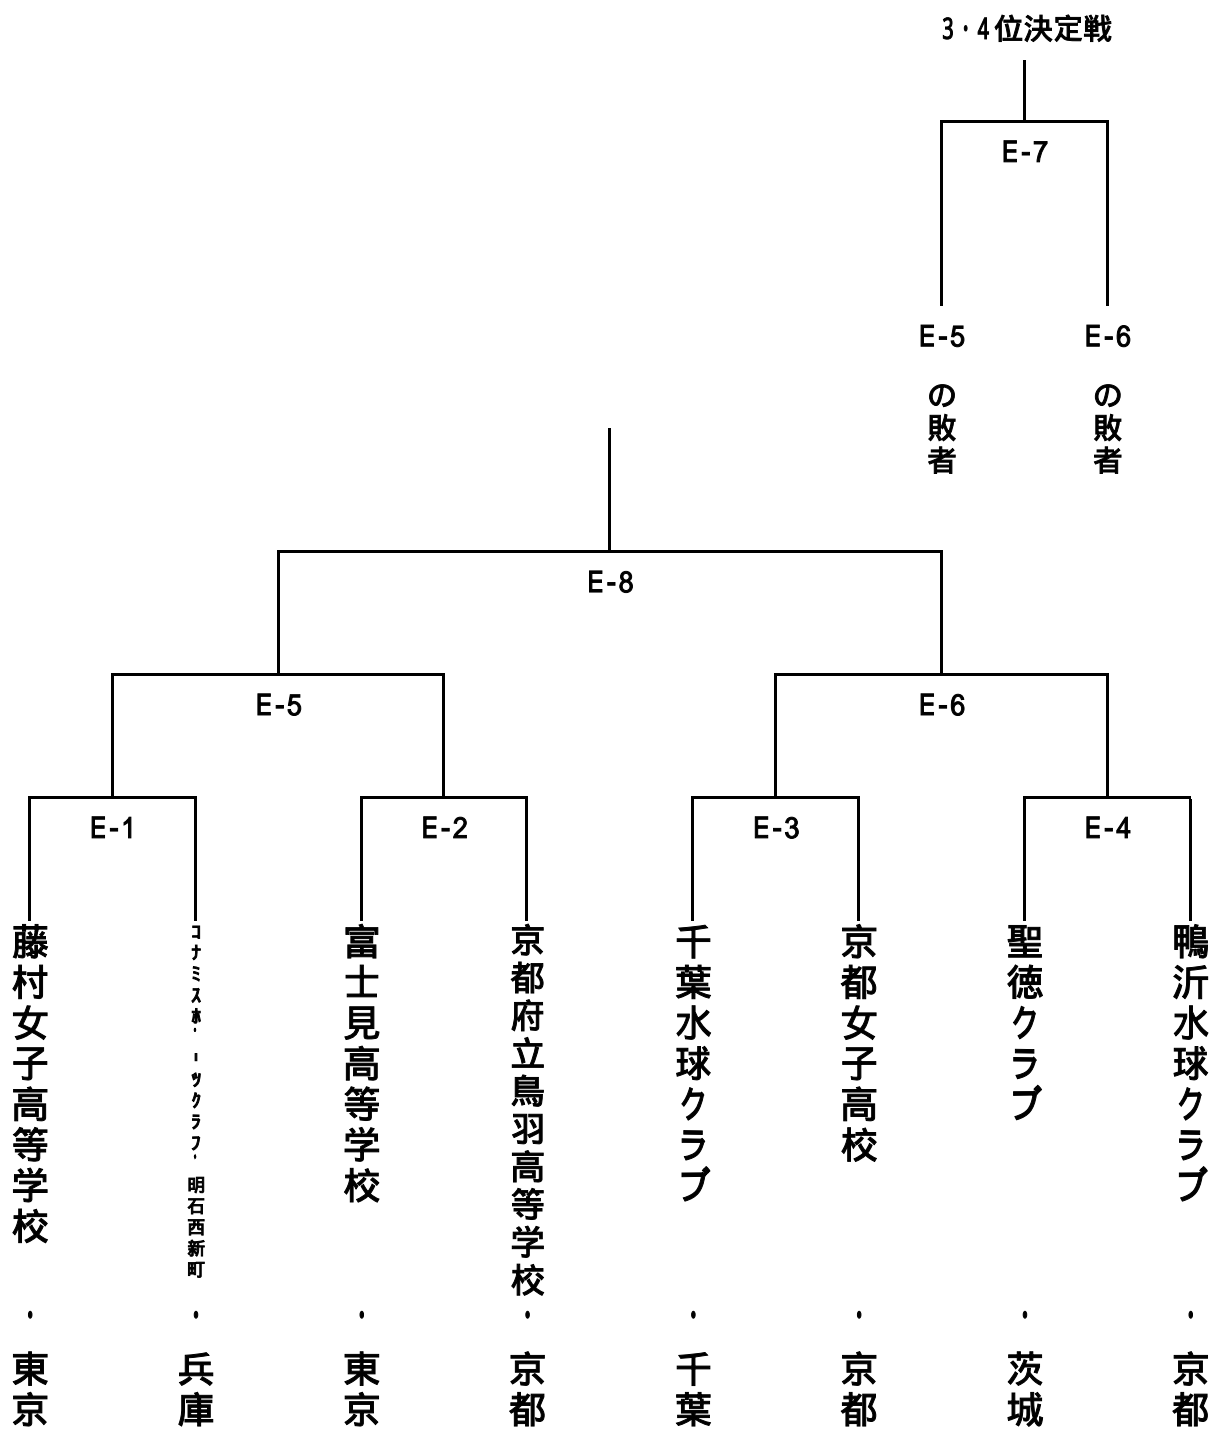 3・4位決定戦
E-7
E-5
の敗者
E-6
の敗者
E-8
E-5
E-6
E-1
E-2
E-3
E-4
藤村女子高等学校・東京
コナミスポーツクラブ明石西新町・兵庫
富士見高等学校・東京
京都府立鳥羽高等学校・京都
千葉水球クラブ・千葉
京都女子高校・京都
聖徳クラブ・茨城
鴨沂水球クラブ・京都